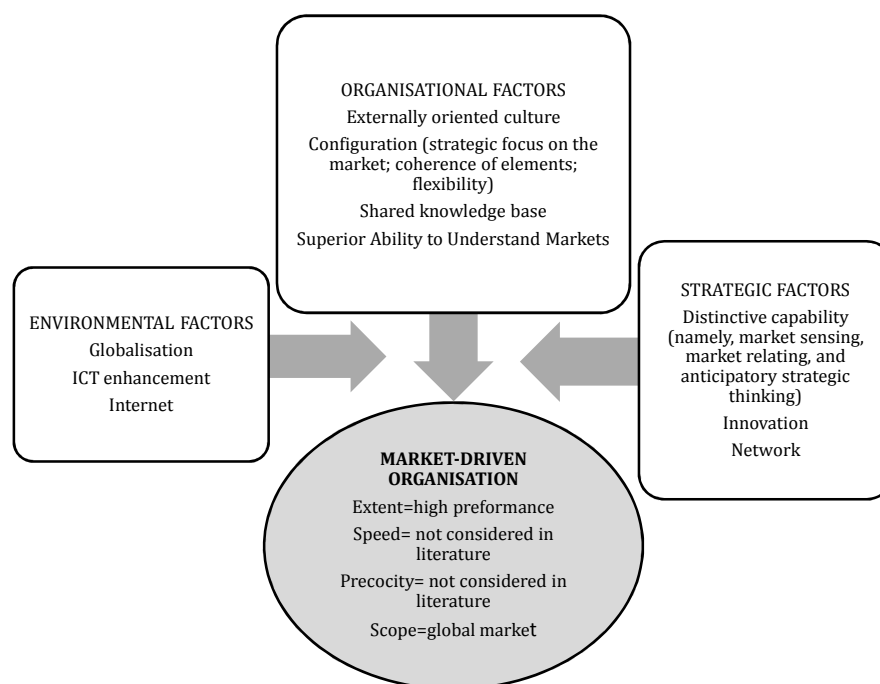 ORGANISATIONAL FACTORS
Externally oriented culture
Configuration (strategic focus on the
market; coherence of elements;
flexibility)
Shared knowledge base
Superior Ability to Understand Markets
ENVIRONMENTAL FACTORS
Globalisation
ICT enhancement
Internet
STRATEGIC FACTORS
Distinctive capability
(namely, market sensing,
market relating, and
anticipatory strategic
thinking)
Innovation
Network
MARKET-DRIVEN
ORGANISATION
Extent=high preformance
Speed= not considered in
literature
Precocity= not considered in
literature
Scope=global market